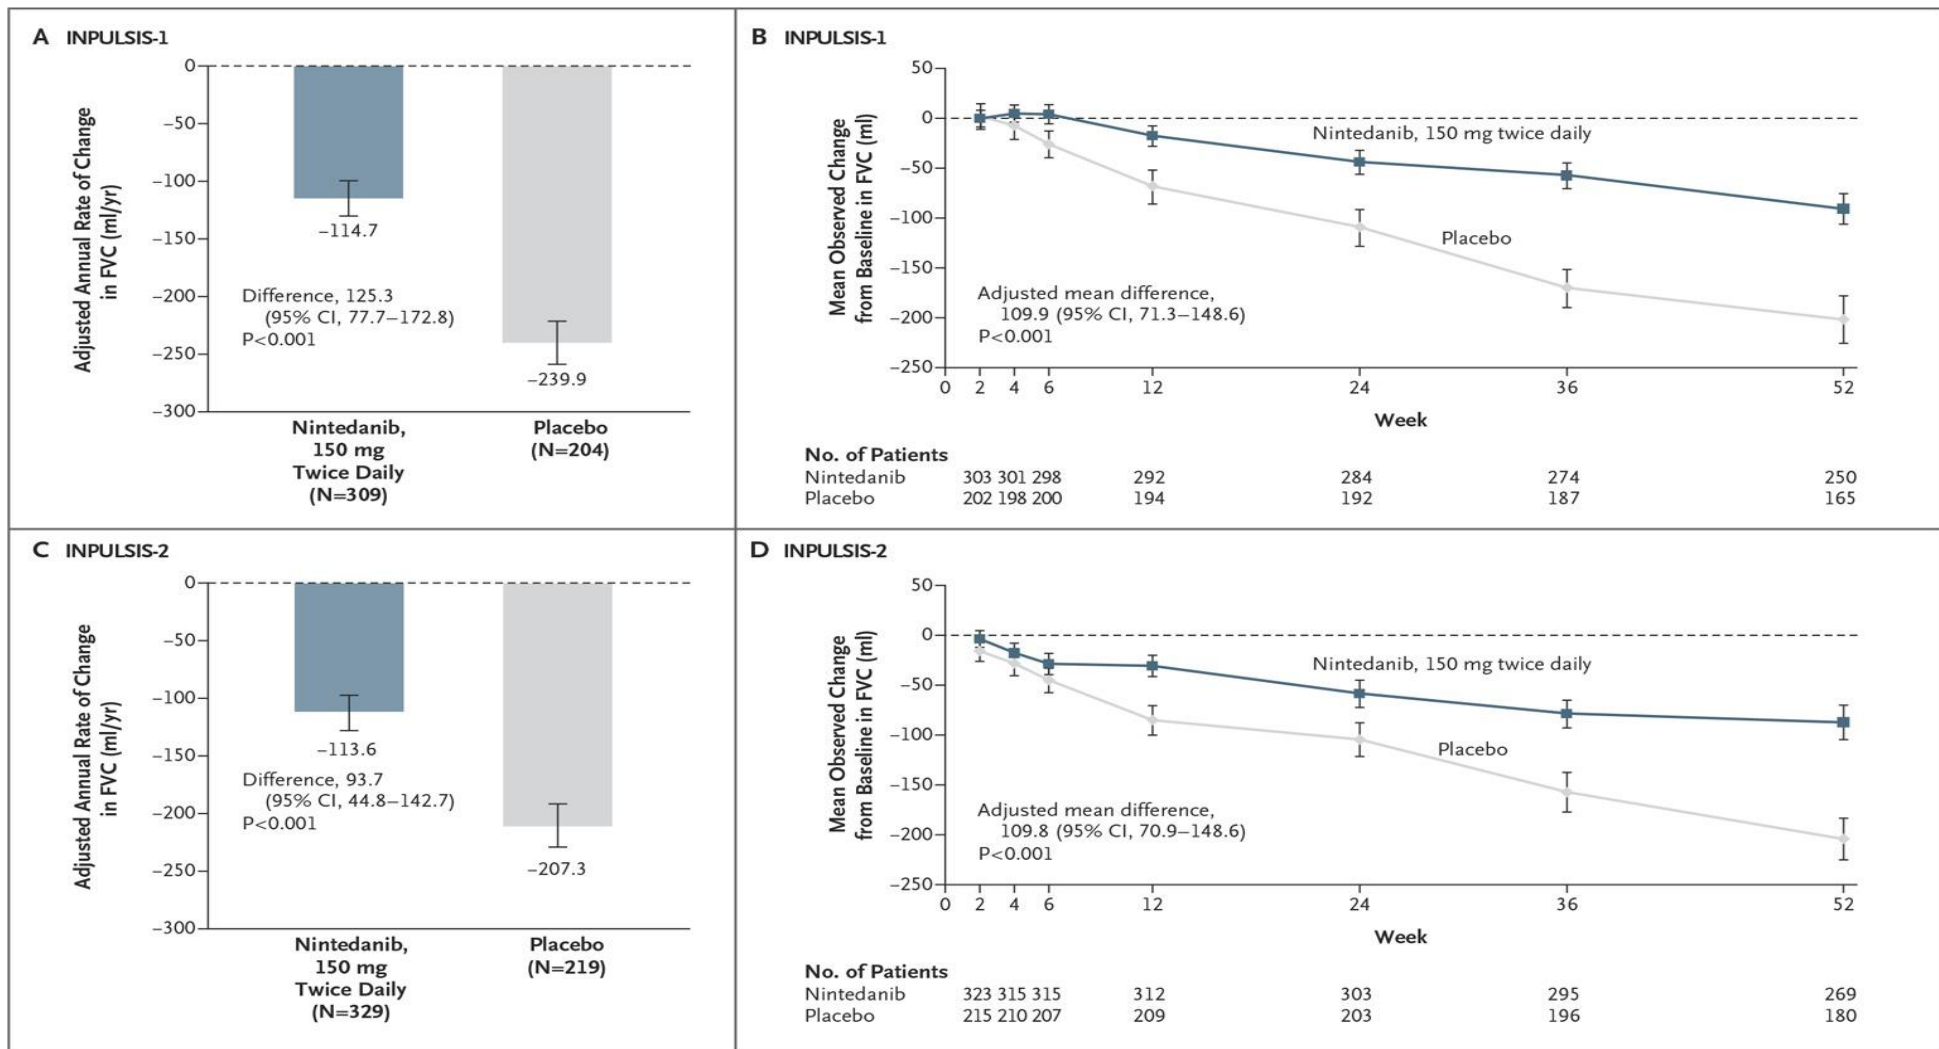 A INPULSIS-1
Adjusted Annual Rate of Change
in FVC (ml/yr)
0
−50
−100
−150
−200
−250
−300
−114.7
−239.9
Difference, 125.3
(95% CI, 77.7–172.8)
P<0.001
Nintedanib,
150 mg
Twice Daily
(N=309)
Placebo
(N=204)
B INPULSIS-1
Mean Observed Change
from Baseline in FVC (ml)
50
0
−50
−100
−150
−200
−250
Nintedanib, 150 mg twice daily
Placebo
Adjusted mean difference,
109.9 (95% CI, 71.3–148.6)
P<0.001
0 2 4 6 12 24 36 52
Week
No. of Patients
Nintedanib 303 301 298 292 284 274 250
Placebo 202 198 200 194 192 187 165
C INPULSIS-2
Adjusted Annual Rate of Change
in FVC (ml/yr)
0
−50
−100
−150
−200
−250
−300
−113.6
−207.3
Difference, 93.7
(95% CI, 44.8–142.7)
P<0.001
Nintedanib,
150 mg
Twice Daily
(N=329)
Placebo
(N=219)
D INPULSIS-2
Mean Observed Change
from Baseline in FVC (ml)
50
0
−50
−100
−150
−200
−250
Nintedanib, 150 mg twice daily
Placebo
Adjusted mean difference,
109.8 (95% CI, 70.9–148.6)
P<0.001
0 2 4 6 12 24 36 52
Week
No. of Patients
Nintedanib 323 315 315 312 303 295 269
Placebo 215 210 207 209 203 196 180